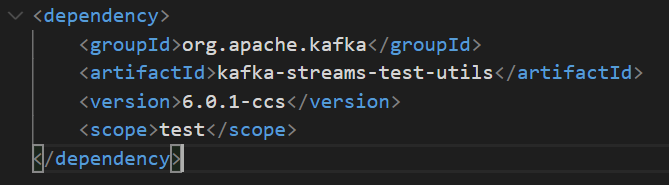 <dependency>
<groupId>org.apache.kafka</groupId>
<artifactId>kafka-streams-test-utils</artifactId>
<version>6.0.1-ccs</version>
<scope>test</scope>
</dependency>